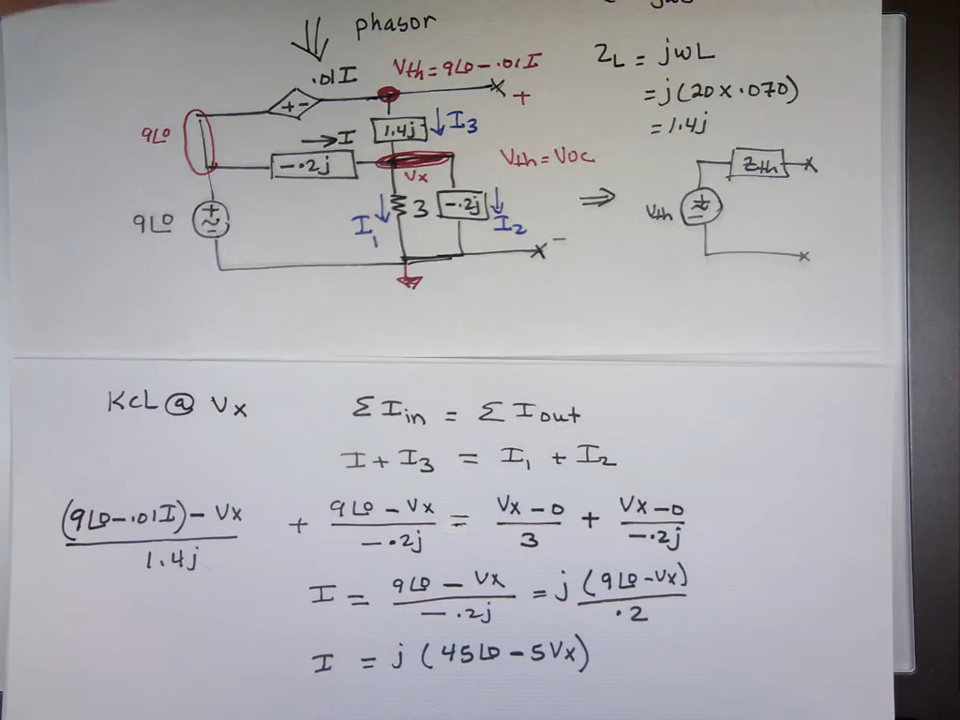 phasor
.01I
Vth = 9∠0 - .01I
+
ZL = jωL
= j(20 x .070)
= 1.4j
9∠0
+ -
1.4j
I3
I
-.2j
Vx
Vth = Voc
9∠0
+
-
I1
3
-.2j
I2
-
Vth
+
-
Zth
KCL @ Vx
Σ Iin = Σ Iout
I + I3 = I1 + I2
(9∠0 - .01I) - Vx / 1.4j + 9∠0 - Vx / -.2j = Vx - 0 / 3 + Vx - 0 / -.2j
I = 9∠0 - Vx / -.2j = j (9∠0 - Vx) / .2
I = j (45∠0 - 5Vx)